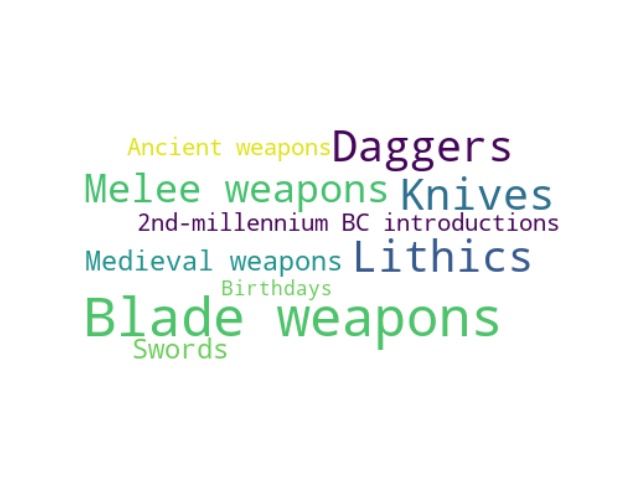 Ancient weapons Daggers
Melee weapons Knives
2nd-millennium BC introductions
Medieval weapons Lithics
Birthdays
Blade weapons
Swords